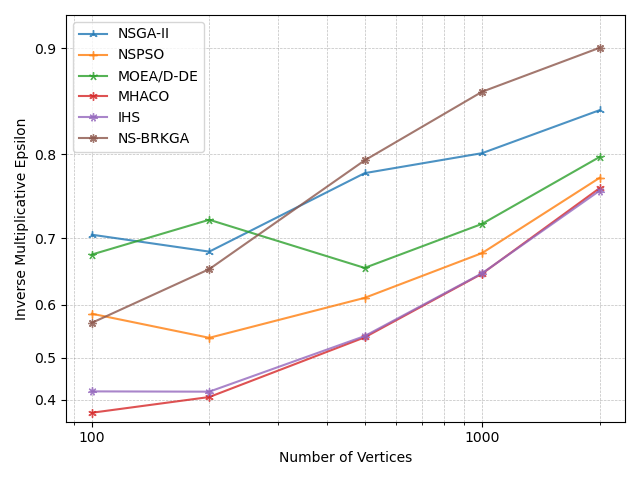 NSGA-II
NSPSO
MOEA/D-DE
MHACO
IHS
NS-BRKGA
Inverse Multiplicative Epsilon
0.9
0.8
0.7
0.6
0.5
0.4
100
1000
Number of Vertices